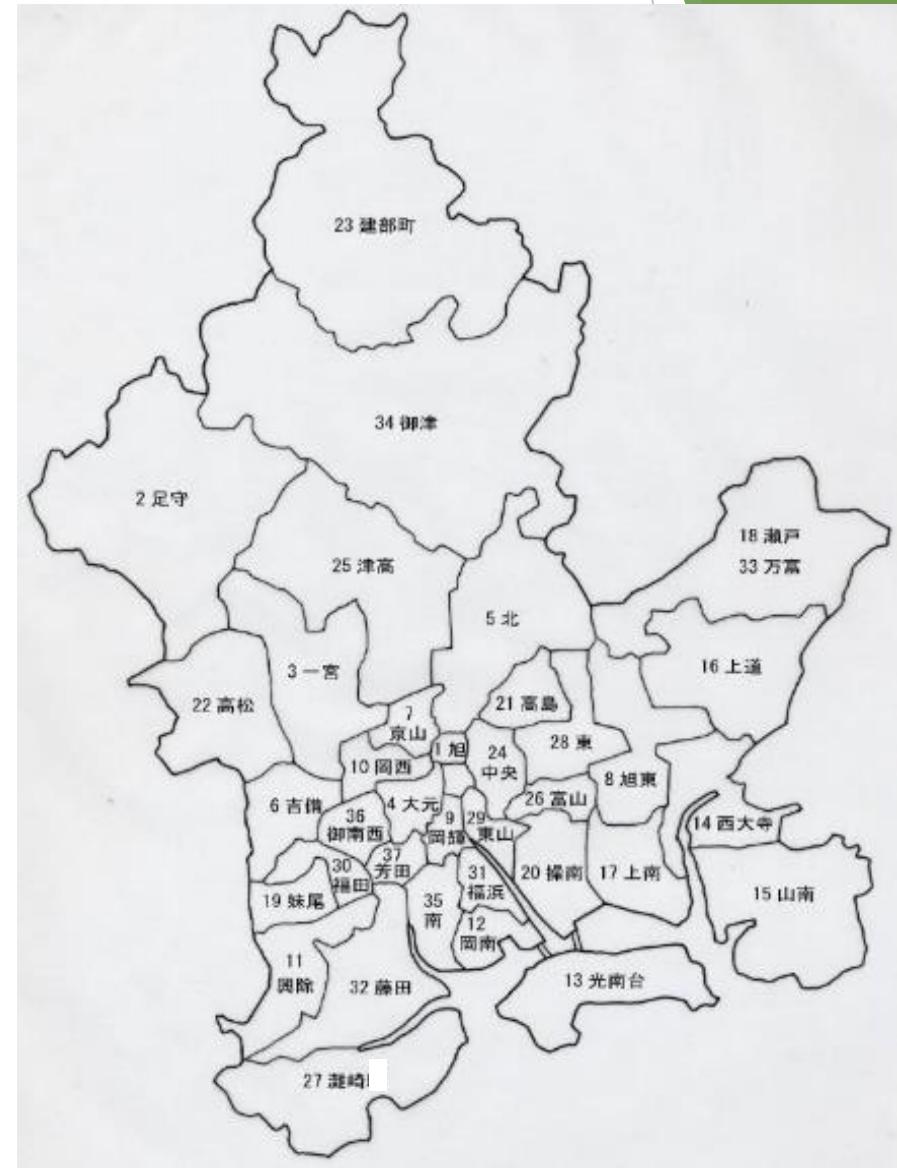 23 建部町
34 御津
2 足守
18 瀬戸
33 万富
25 津高
5 北
16 上道
3 一宮
22 高松
21 高島
7
京山
1 旭
24
中央
28 東
10 岡西
8 旭東
6 吉備
4 大元
26 富山
36
御南西
9
岡輝
29
東山
14 西大寺
37
芳田
30
福田
31
福浜
20 操南
17 上南
19 妹尾
15 山南
35
南
12
岡南
11
興除
32 藤田
13 光南台
27 灘崎